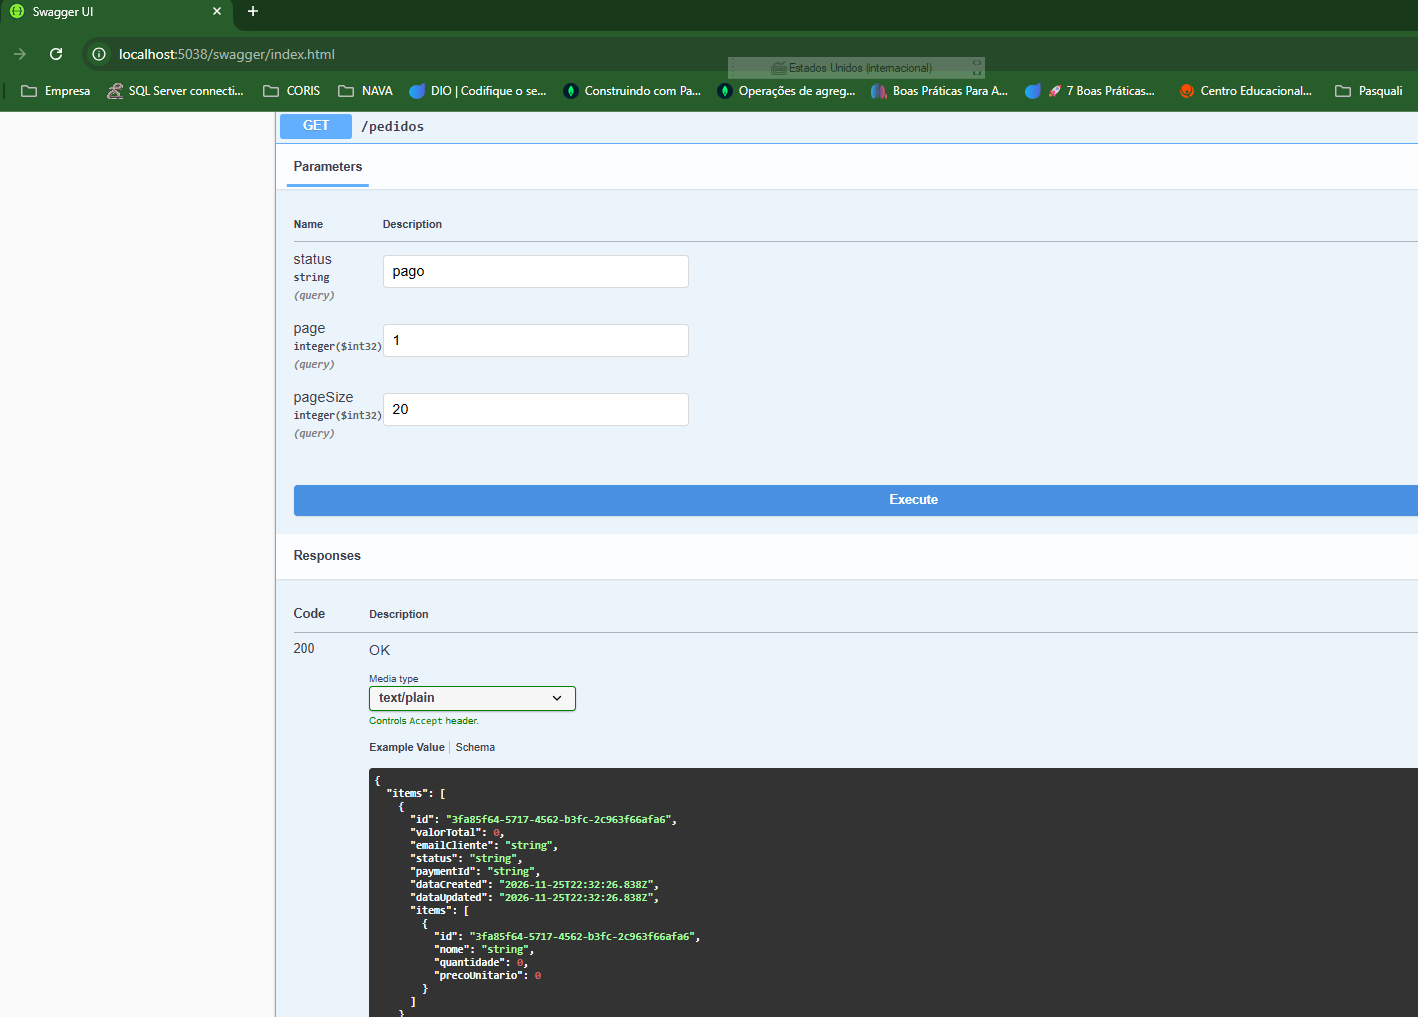 Swagger UI
localhost:5038/swagger/index.html
Estados Unidos (internacional)
Empresa
SQL Server connecti...
CORIS
NAVA
DIO | Codifique o se...
Construindo com Pa...
Operações de agreg...
Boas Práticas Para A...
7 Boas Práticas...
Centro Educacional...
Pasquali
GET /pedidos
Parameters
Name Description
status
string
(query)
pago
page
integer($int32)
(query)
1
pageSize
integer($int32)
(query)
20
Execute
Responses
Code Description
200 OK
Media type
text/plain
Controls Accept header.
Example Value Schema
{
"items": [
{
"id": "3fa85f64-5717-4562-b3fc-2c963f66afa6",
"valorTotal": 0,
"emailCliente": "string",
"status": "string",
"paymentId": "string",
"dataCreated": "2026-11-25T22:32:26.838Z",
"dataUpdated": "2026-11-25T22:32:26.838Z",
"items": [
{
"id": "3fa85f64-5717-4562-b3fc-2c963f66afa6",
"nome": "string",
"quantidade": 0,
"precoUnitario": 0
}
]
}